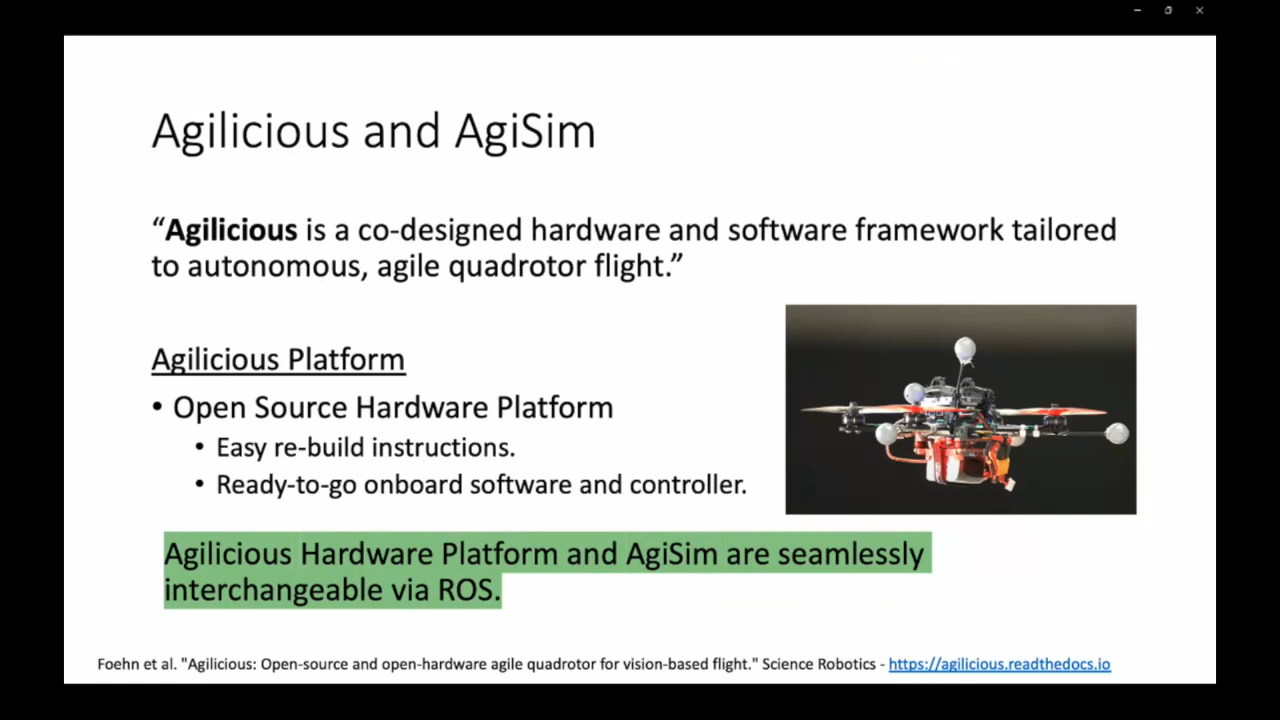 Agilicious and AgiSim
“Agilicious is a co-designed hardware and software framework tailored
to autonomous, agile quadrotor flight.”
Agilicious Platform
• Open Source Hardware Platform
• Easy re-build instructions.
• Ready-to-go onboard software and controller.
Agilicious Hardware Platform and AgiSim are seamlessly
interchangeable via ROS.
Foehn et al. "Agilicious: Open-source and open-hardware agile quadrotor for vision-based flight." Science Robotics - https://agilicious.readthedocs.io